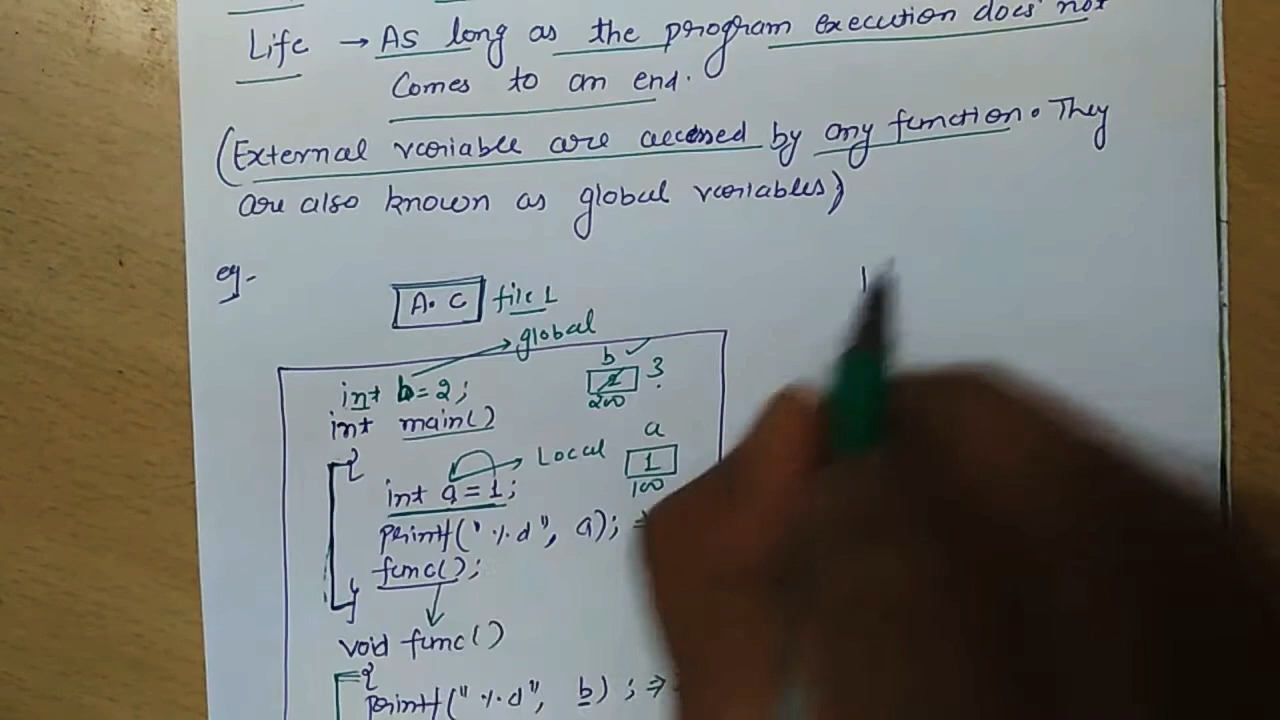 Life → As long as the program execution does not
Comes to an end.
(External variable are accessed by any function. They
are also known as global variables)
eg-
A.C file 1
global
int b=2;
b
2 3
200
int main()
{
Local
a
int a=1;
1
100
printf("%d", a); ⇒
func();
}
void func()
{
printf("%d", b); ⇒